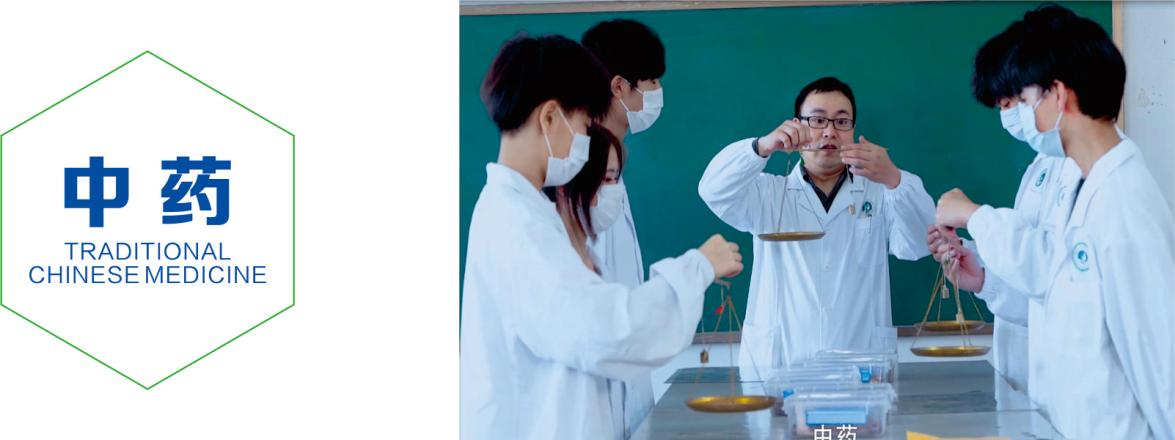 中药
TRADITIONAL
CHINESE MEDICINE
中药